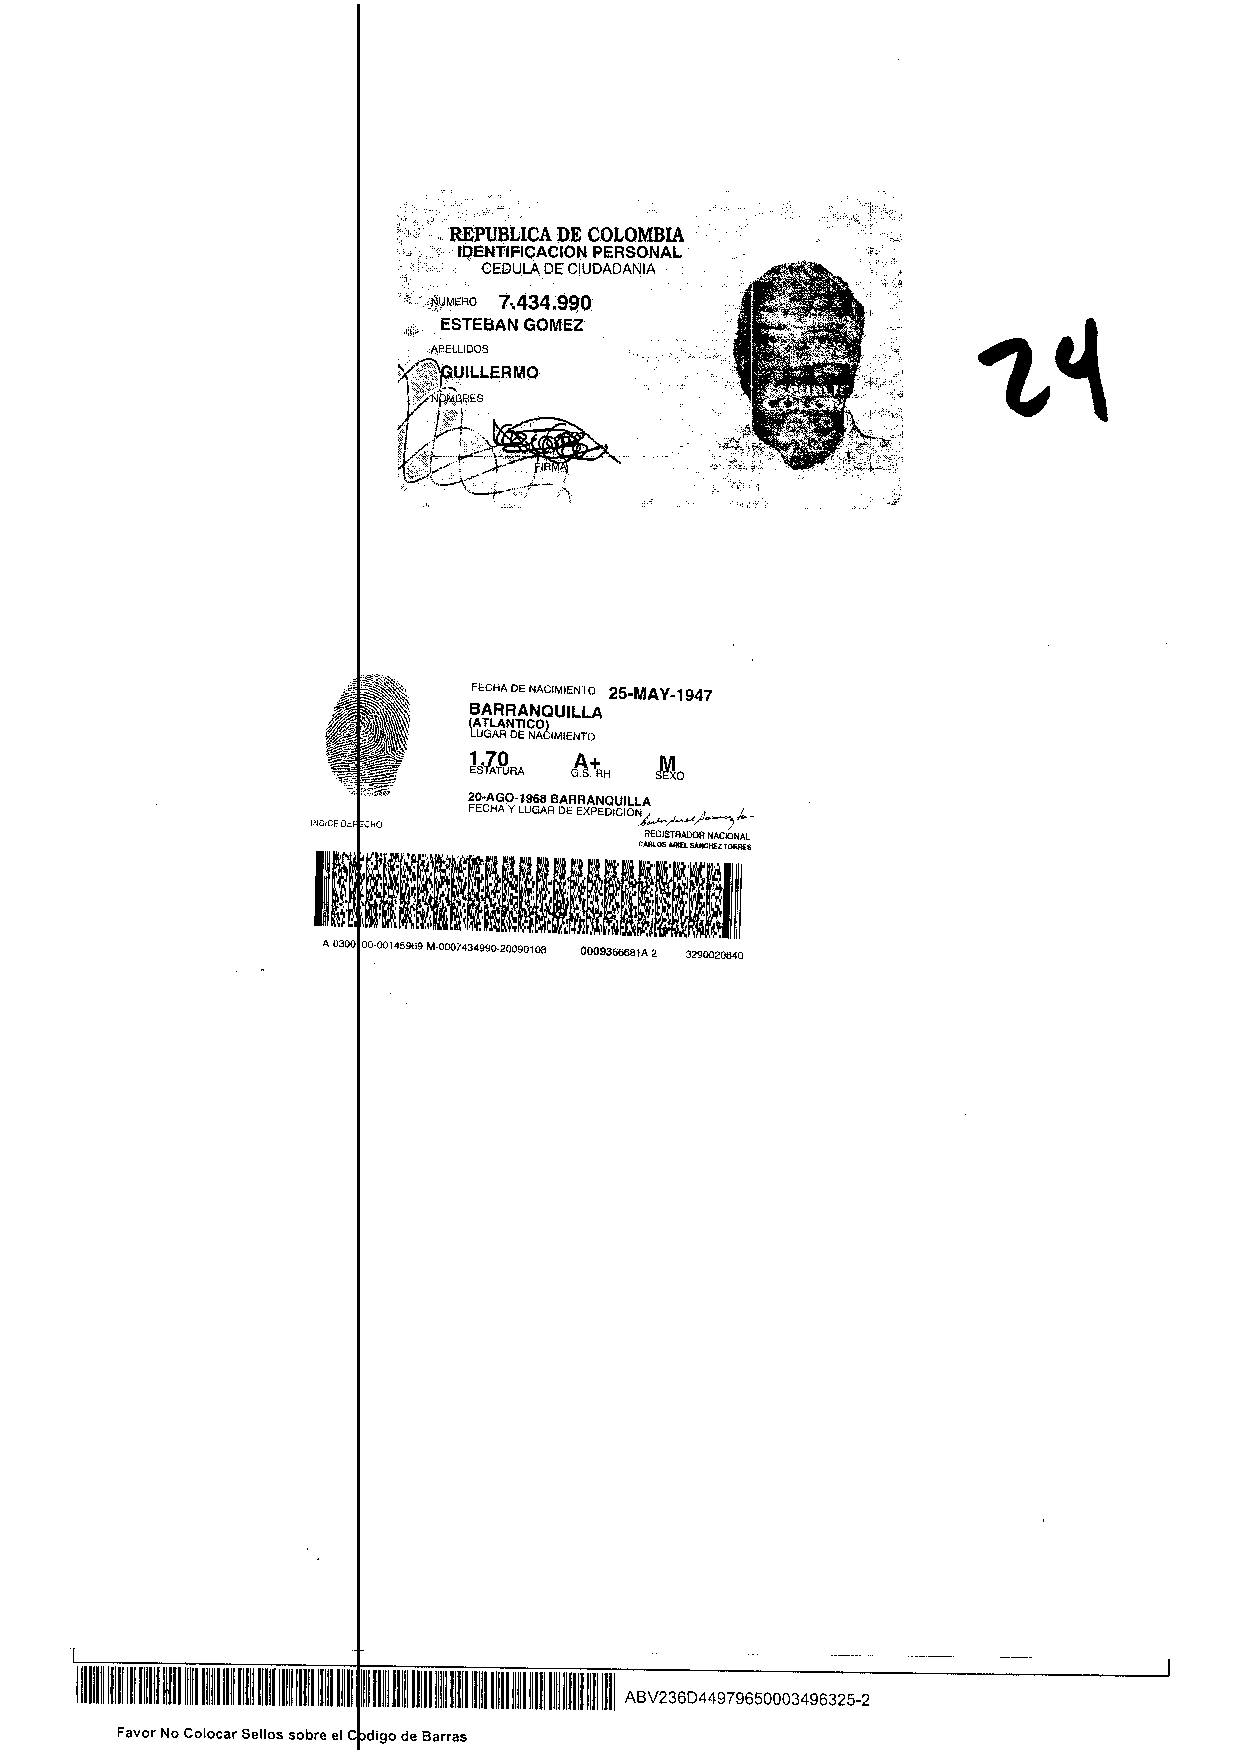 REPUBLICA DE COLOMBIA
IDENTIFICACION PERSONAL
CEDULA DE CIUDADANIA
NUMERO 7.434.990
ESTEBAN GOMEZ
APELLIDOS
GUILLERMO
NOMBRES
FIRMA
24
FECHA DE NACIMIENTO 25-MAY-1947
BARRANQUILLA
(ATLANTICO)
LUGAR DE NACIMIENTO
1.70 A+ M
ESTATURA G.S. RH SEXO
20-AGO-1968 BARRANQUILLA
FECHA Y LUGAR DE EXPEDICION
INDICE DERECHO
REGISTRADOR NACIONAL
CARLOS ARIEL SANCHEZ TORRES
A-0300100-00145969-M-0007434990-20090108 0009366681A 2 3290020840
ABV236D44979650003496325-2
Favor No Colocar Sellos sobre el Codigo de Barras